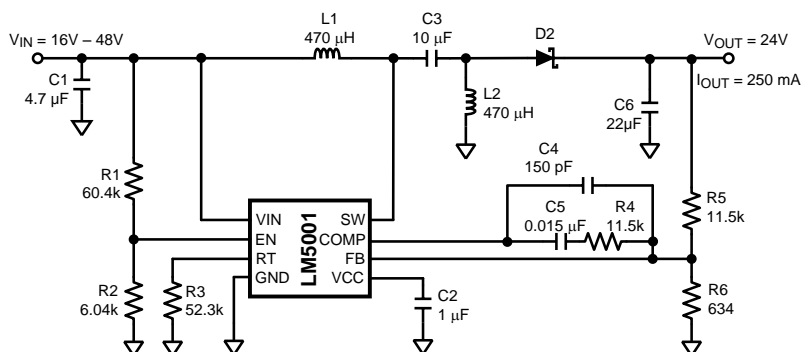 L1
470 µH
C3
10 µF
D2
VIN = 16V – 48V
VOUT = 24V
IOUT = 250 mA
C1
4.7 µF
L2
470 µH
C6
22µF
R1
60.4k
C4
150 pF
C5
0.015 µF
R4
11.5k
R5
11.5k
LM5001
VIN
EN
RT
GND
SW
COMP
FB
VCC
R2
6.04k
R3
52.3k
C2
1 µF
R6
634